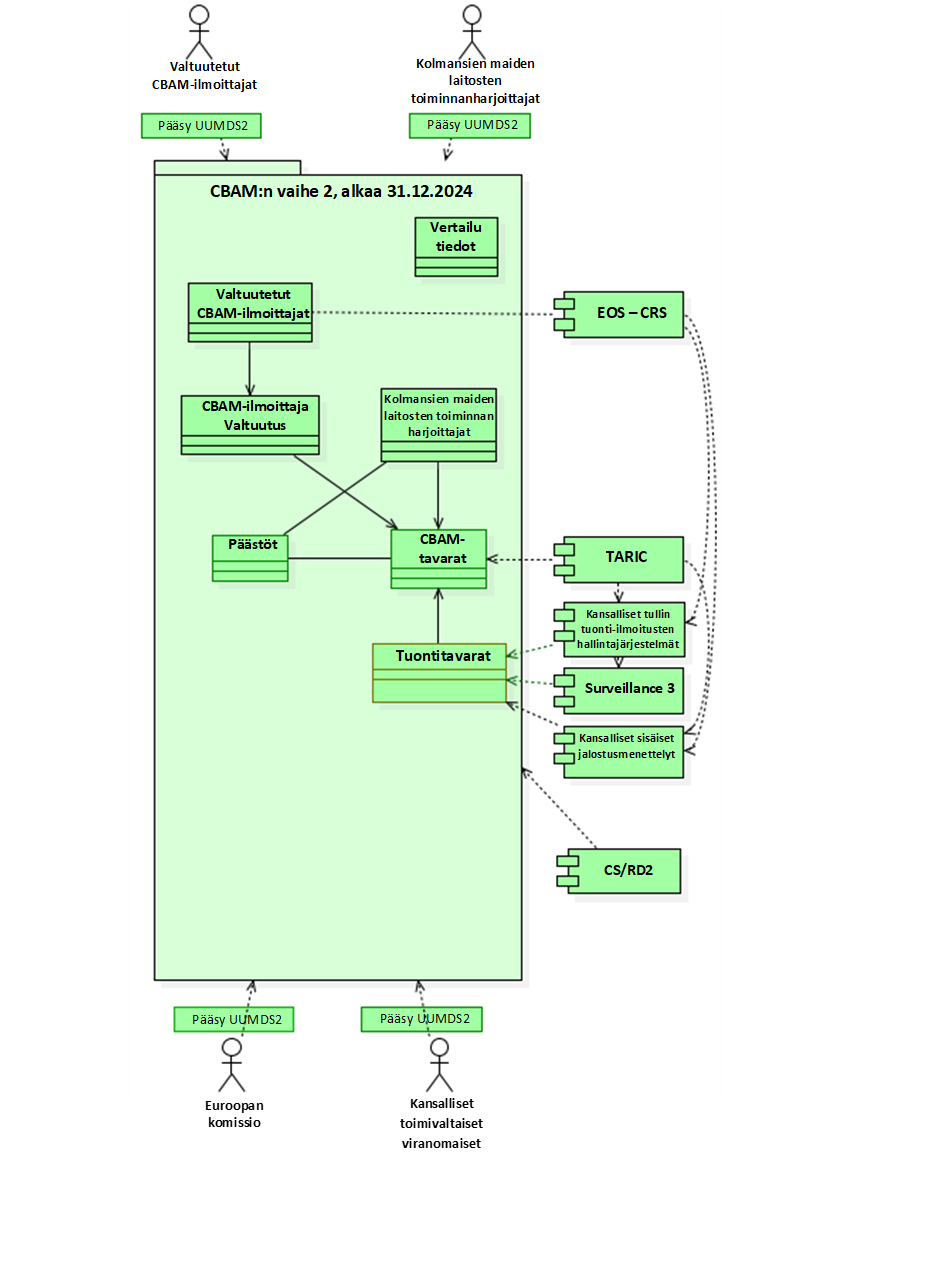 Valtuutetut
CBAM-ilmoittajat
Kolmansien maiden
laitosten
toiminnanharjoittajat
Pääsy UUMDS2
Pääsy UUMDS2
CBAM:n vaihe 2, alkaa 31.12.2024
Vertailu
tiedot
Valtuutetut
CBAM-ilmoittajat
EOS – CRS
CBAM-ilmoittaja
Valtuutus
Kolmansien maiden
laitosten toiminnan
harjoittajat
Päästöt
CBAM-
tavarat
TARIC
Kansalliset tullin
tuonti-ilmoitusten
hallintajärjestelmät
Tuontitavarat
Surveillance 3
Kansalliset sisäiset
jalostusmenettelyt
CS/RD2
Pääsy UUMDS2
Pääsy UUMDS2
Euroopan
komissio
Kansalliset
toimivaltaiset
viranomaiset